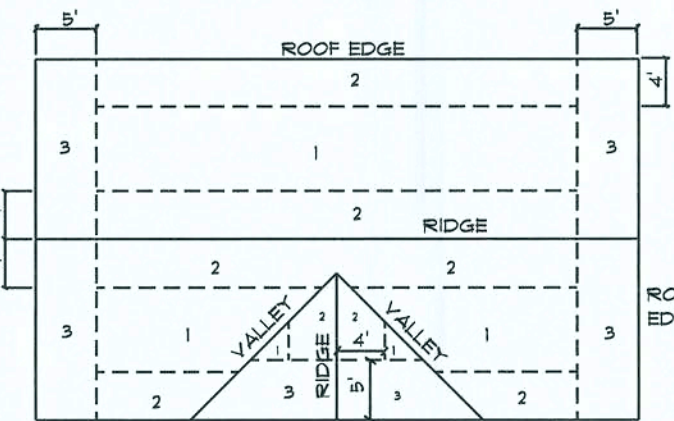 5' 5'
ROOF EDGE
2
4'
3 1 3
2
RIDGE
2 2
3 1 VALLEY 2 2 VALLEY 1 3
RIDGE
4'
1 1
5'
2 3 3 2